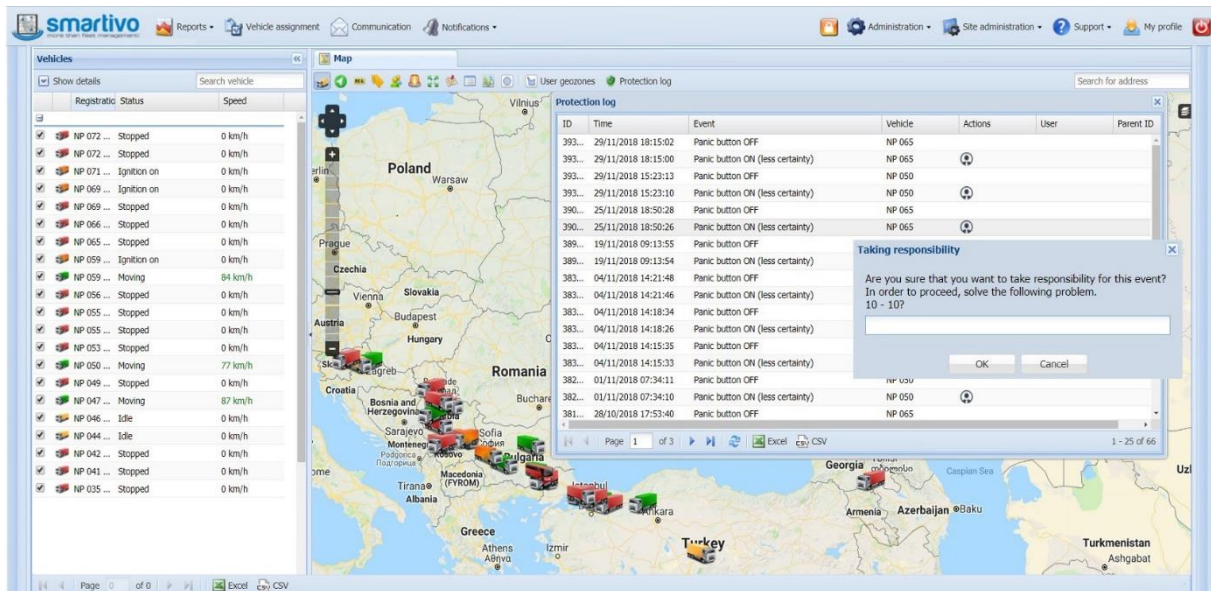 smartivo
more than fleet management
Reports
Vehicle assignment
Communication
Notifications
Administration
Site administration
Support
My profile
Vehicles
Show details
Search vehicle
Registratio Status Speed
NP 072 ... Stopped 0 km/h
NP 072 ... Stopped 0 km/h
NP 071 ... Ignition on 0 km/h
NP 069 ... Ignition on 0 km/h
NP 069 ... Stopped 0 km/h
NP 066 ... Stopped 0 km/h
NP 065 ... Stopped 0 km/h
NP 059 ... Ignition on 0 km/h
NP 059 ... Moving 84 km/h
NP 056 ... Stopped 0 km/h
NP 055 ... Stopped 0 km/h
NP 055 ... Stopped 0 km/h
NP 053 ... Stopped 0 km/h
NP 050 ... Moving 77 km/h
NP 049 ... Stopped 0 km/h
NP 047 ... Moving 87 km/h
NP 046 ... Idle 0 km/h
NP 044 ... Idle 0 km/h
NP 042 ... Stopped 0 km/h
NP 041 ... Stopped 0 km/h
NP 035 ... Stopped 0 km/h
Page 0 of 0 Excel CSV
Map
User geozones
Protection log
Search for address
Vilnius
Poland
Warsaw
Prague
Czechia
Vienna
Slovakia
Austria
Budapest
Hungary
Romania
Croatia
Bosnia and
Herzegovina
Sarajevo
Sofia
София
Podgorica
Подгорица
Kosovo
Bulgaria
Macedonia
(FYROM)
Tirana
Albania
Istanbul
Ankara
Greece
Athens
Αθήνα
Izmir
Turkey
Georgia
Armenia
Azerbaijan
Baku
Caspian Sea
Turkmenistan
Ashgabat
Protection log
ID Time Event Vehicle Actions User Parent ID
393... 29/11/2018 18:15:02 Panic button OFF NP 065
393... 29/11/2018 18:15:00 Panic button ON (less certainty) NP 065
393... 29/11/2018 15:23:13 Panic button OFF NP 050
393... 29/11/2018 15:23:10 Panic button ON (less certainty) NP 050
390... 25/11/2018 18:50:28 Panic button OFF NP 065
390... 25/11/2018 18:50:26 Panic button ON (less certainty) NP 065
389... 19/11/2018 09:13:55 Panic button OFF
389... 19/11/2018 09:13:54 Panic button ON (less certainty)
383... 04/11/2018 14:21:48 Panic button OFF
383... 04/11/2018 14:21:46 Panic button ON (less certainty)
383... 04/11/2018 14:18:34 Panic button OFF
383... 04/11/2018 14:18:26 Panic button ON (less certainty)
383... 04/11/2018 14:15:35 Panic button OFF
383... 04/11/2018 14:15:33 Panic button ON (less certainty)
382... 01/11/2018 07:34:11 Panic button OFF NP 050
382... 01/11/2018 07:34:10 Panic button ON (less certainty) NP 050
381... 28/10/2018 17:53:40 Panic button OFF NP 065
Page 1 of 3 Excel CSV 1 - 25 of 66
Taking responsibility
Are you sure that you want to take responsibility for this event?
In order to proceed, solve the following problem.
10 - 10?
OK
Cancel